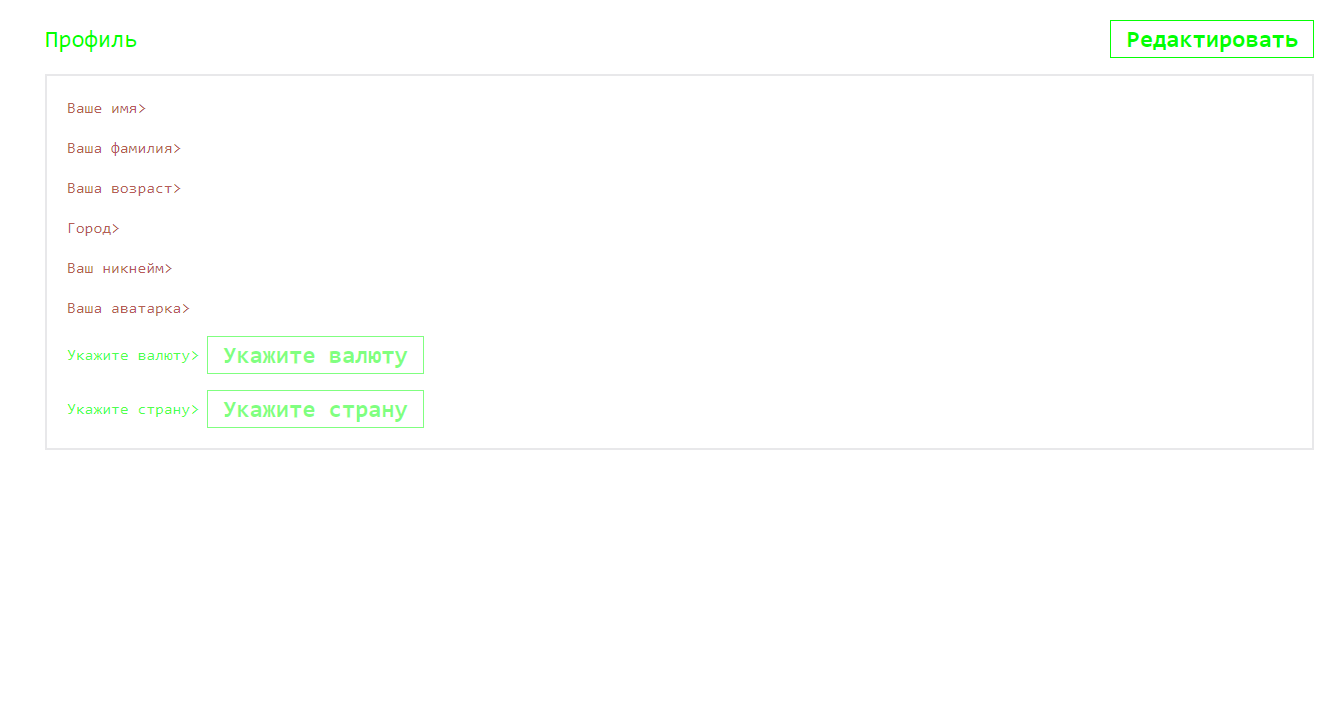 Профиль
Редактировать
Ваше имя>
Ваша фамилия>
Ваша возраст>
Город>
Ваш никнейм>
Ваша аватарка>
Укажите валюту> Укажите валюту
Укажите страну> Укажите страну